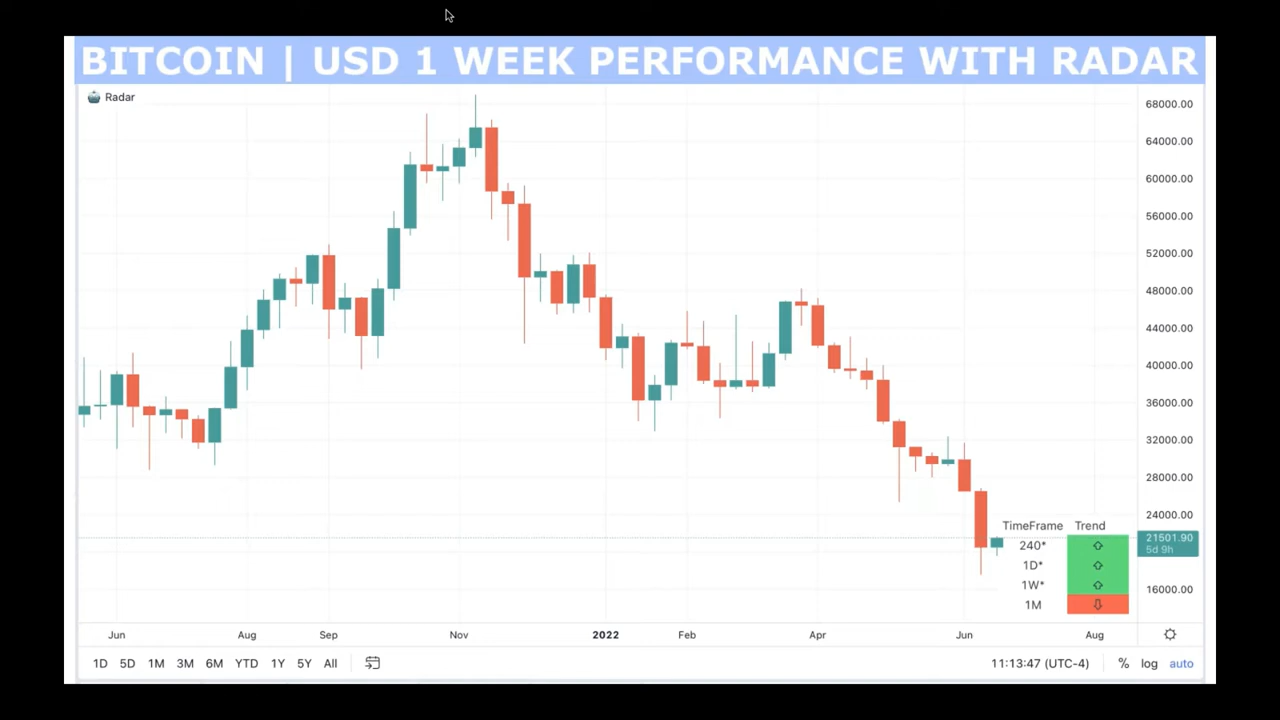 BITCOIN | USD 1 WEEK PERFORMANCE WITH RADAR
Radar
68000.00
64000.00
60000.00
56000.00
52000.00
48000.00
44000.00
40000.00
36000.00
32000.00
28000.00
24000.00
TimeFrame Trend
21501.90
240*
5d 9h
1D*
1W*
16000.00
1M
Jun Aug Sep Nov 2022 Feb Apr Jun Aug
1D 5D 1M 3M 6M YTD 1Y 5Y All 11:13:47 (UTC-4) % log auto